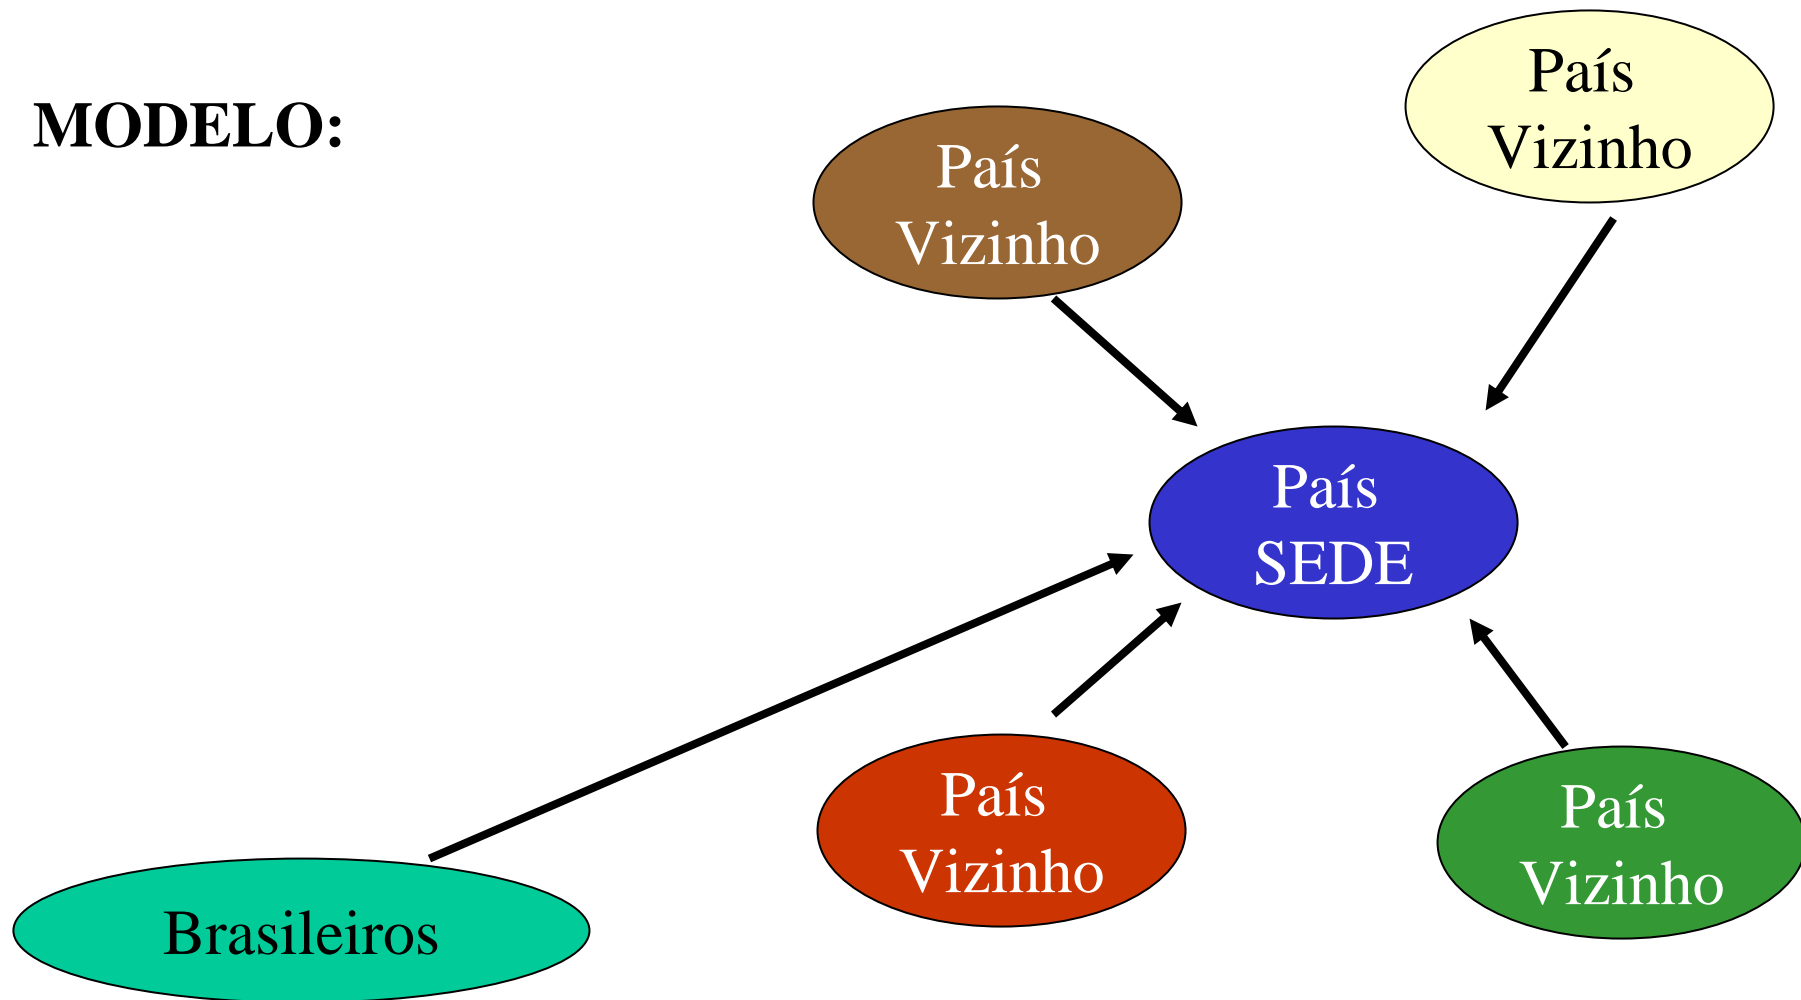 MODELO:
País
Vizinho
País
Vizinho
País
SEDE
País
Vizinho
País
Vizinho
Brasileiros